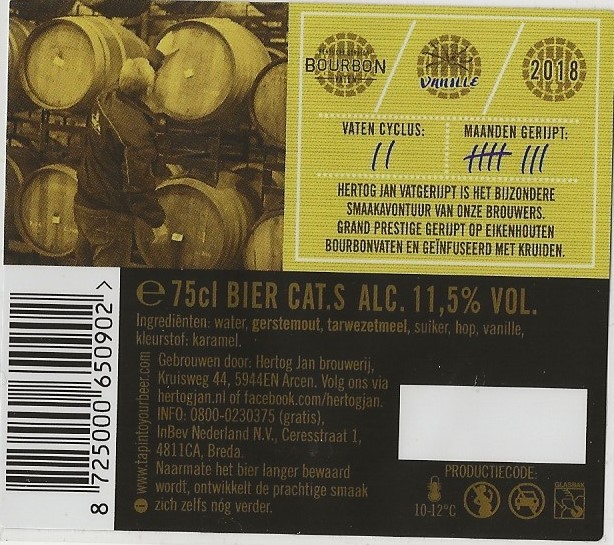 BOURBON
VANILLE
2018
VATEN CYCLUS:
MAANDEN GERIJPT:
HERTOG JAN VATGERIJPT IS HET BIJZONDERE
SMAAKAVONTUUR VAN ONZE BROUWERS.
GRAND PRESTIGE GERIJPT OP EIKENHOUTEN
BOURBONVATEN EN GEÏNFUSEERD MET KRUIDEN.
e 75cl BIER CAT.S ALC. 11,5% VOL.
Ingrediënten: water, gerstemout, tarwezetmeel, suiker, hop, vanille,
kleurstof: karamel.
Gebrouwen door: Hertog Jan brouwerij,
Kruisweg 44, 5944EN Arcen. Volg ons via
hertogjan.nl of facebook.com/hertogjan.
INFO: 0800-0230375 (gratis),
InBev Nederland N.V., Ceresstraat 1,
4811CA, Breda.
Naarmate het bier langer bewaard
wordt, ontwikkelt de prachtige smaak
zich zelfs nóg verder.
www.tapintoyourbeer.com
8 725000 650902 >
PRODUCTIECODE:
10-12°C
GLASBAK